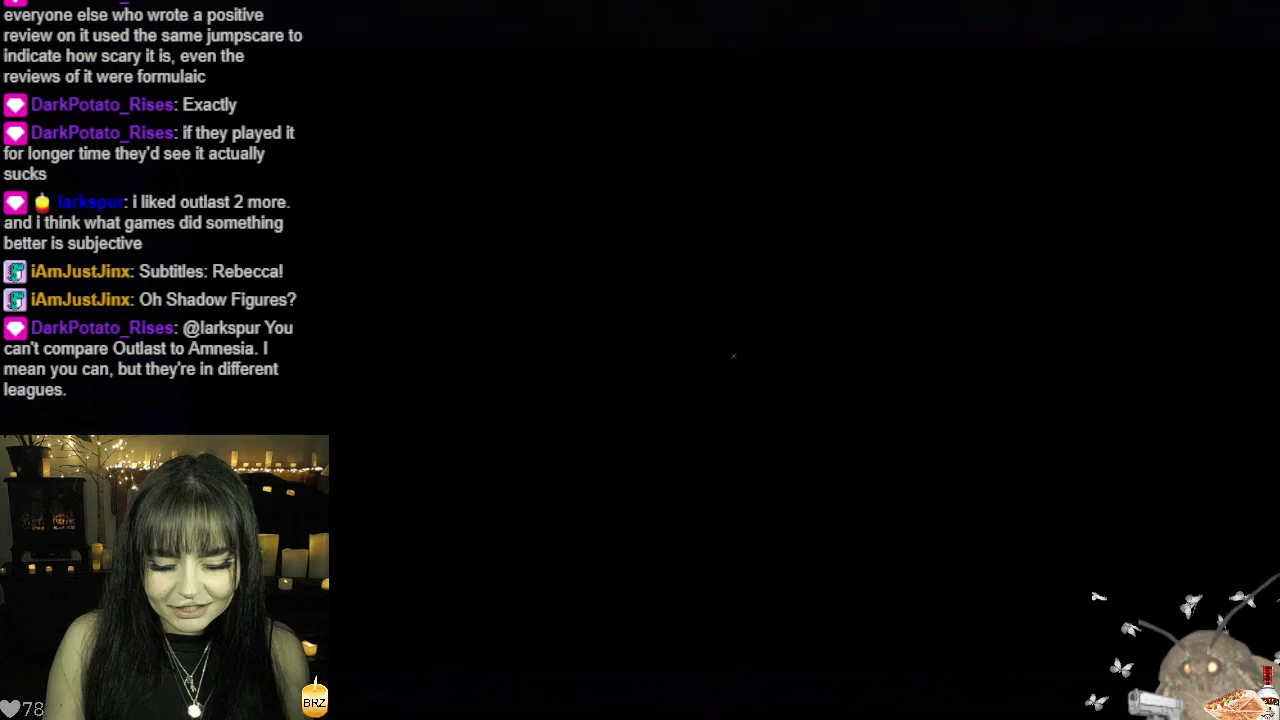 everyone else who wrote a positive
review on it used the same jumpscare to
indicate how scary it is, even the
reviews of it were formulaic
DarkPotato_Rises: Exactly
DarkPotato_Rises: if they played it
for longer time they'd see it actually
sucks
larkspur: i liked outlast 2 more.
and i think what games did something
better is subjective
iAmJustJinx: Subtitles: Rebecca!
iAmJustJinx: Oh Shadow Figures?
DarkPotato_Rises: @larkspur You
can't compare Outlast to Amnesia. I
mean you can, but they're in different
leagues.
78
BRZ